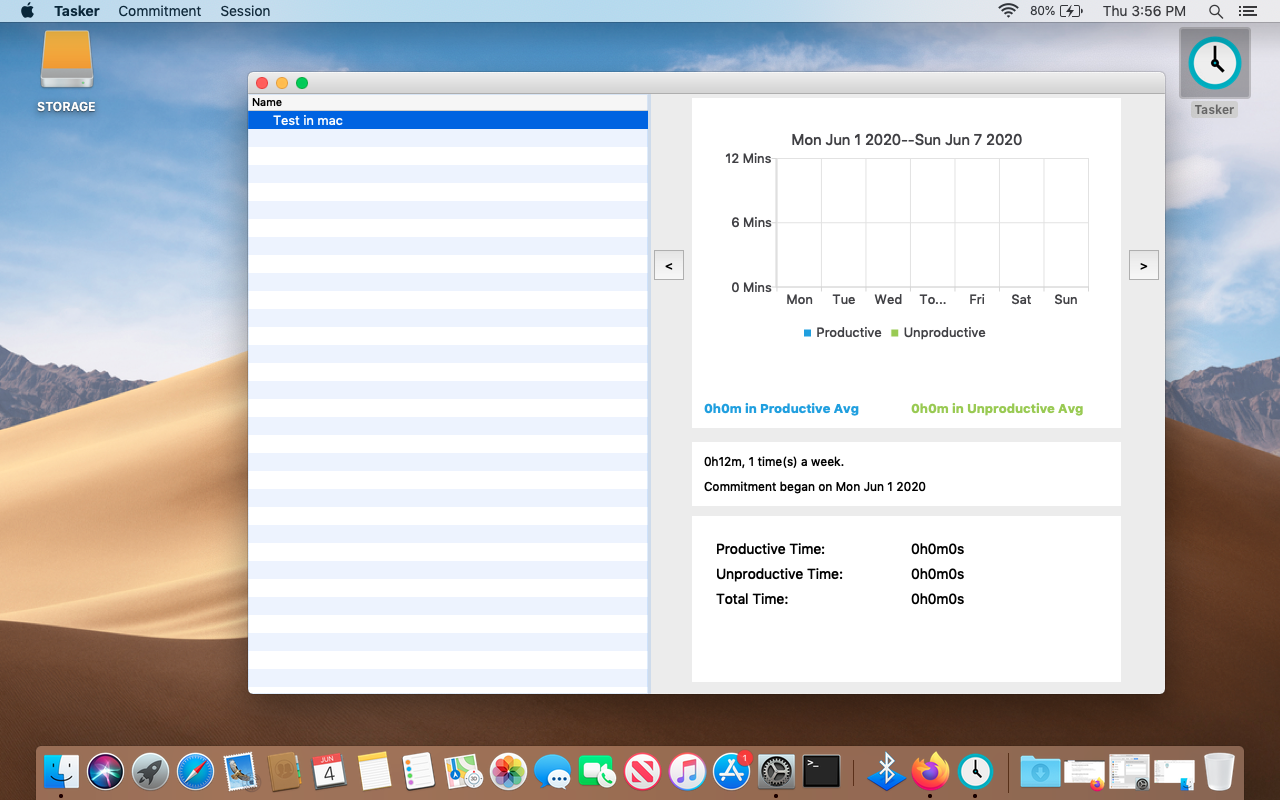 Tasker Commitment Session 80% Thu 3:56 PM
STORAGE
Tasker
Name
Test in mac
Mon Jun 1 2020--Sun Jun 7 2020
12 Mins
6 Mins
0 Mins
Mon Tue Wed To... Fri Sat Sun
Productive Unproductive
< >
0h0m in Productive Avg 0h0m in Unproductive Avg
0h12m, 1 time(s) a week.
Commitment began on Mon Jun 1 2020
Productive Time: 0h0m0s
Unproductive Time: 0h0m0s
Total Time: 0h0m0s
JUN
4
1
>_